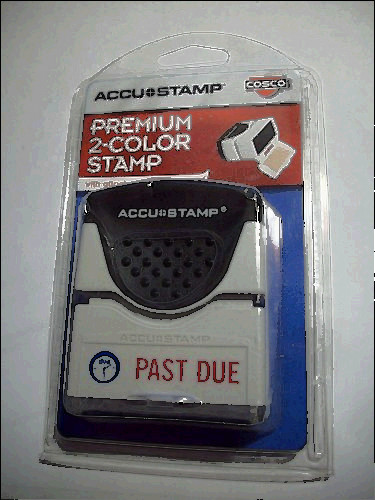 ACCU STAMP
COSCO
PREMIUM
2-COLOR
STAMP
ACCU STAMP®
ACCU STAMP
PAST DUE